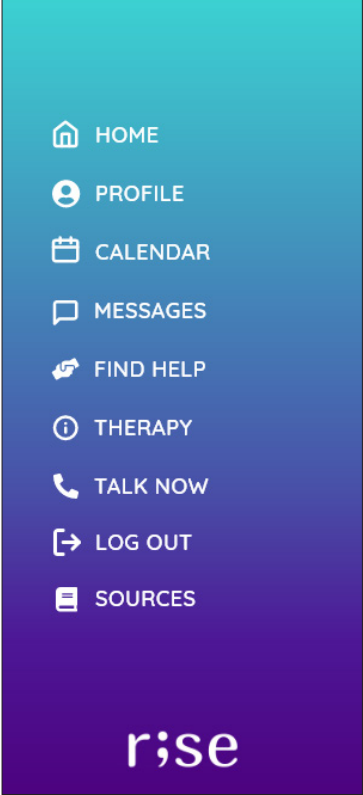 HOME
PROFILE
CALENDAR
MESSAGES
FIND HELP
THERAPY
TALK NOW
LOG OUT
SOURCES
r;se